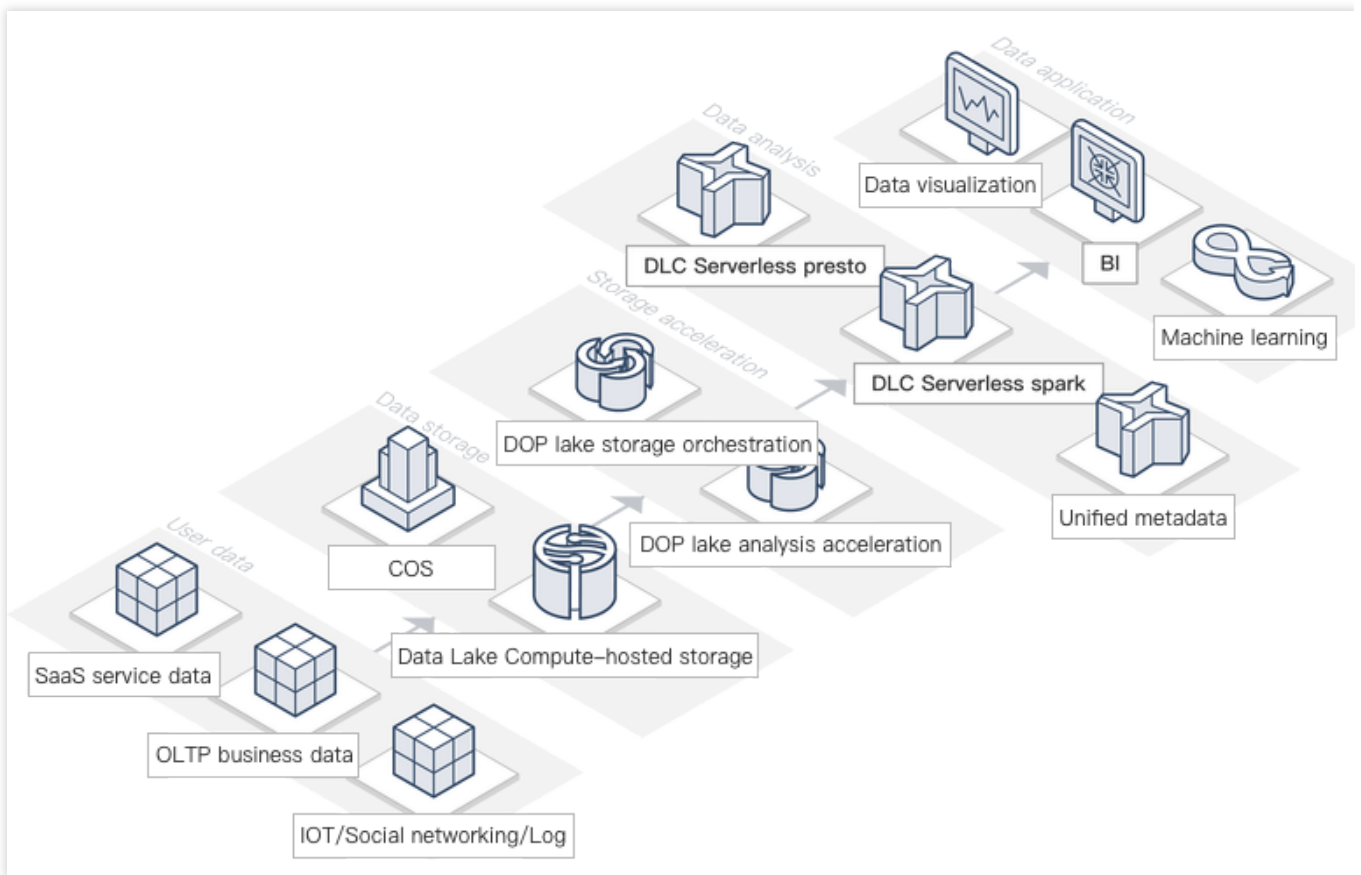 Data application
Data visualization
BI
Machine learning
Data analysis
DLC Serverless presto
DLC Serverless spark
Unified metadata
Storage acceleration
DOP lake storage orchestration
DOP lake analysis acceleration
Data storage
COS
Data Lake Compute-hosted storage
User data
SaaS service data
OLTP business data
IOT/Social networking/Log